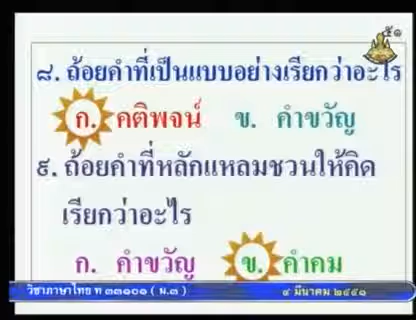 ๕๑
๘. ถ้อยคำที่เป็นแบบอย่างเรียกว่าอะไร
ก. คติพจน์ ข. คำขวัญ
๙. ถ้อยคำที่หลักแหลมชวนให้คิด
เรียกว่าอะไร
ก. คำขวัญ ข. คำคม
วิชาภาษาไทย ท ๓๓๑๐๑ ( ม.๓ ) ๔ มีนาคม ๒๕๕๑